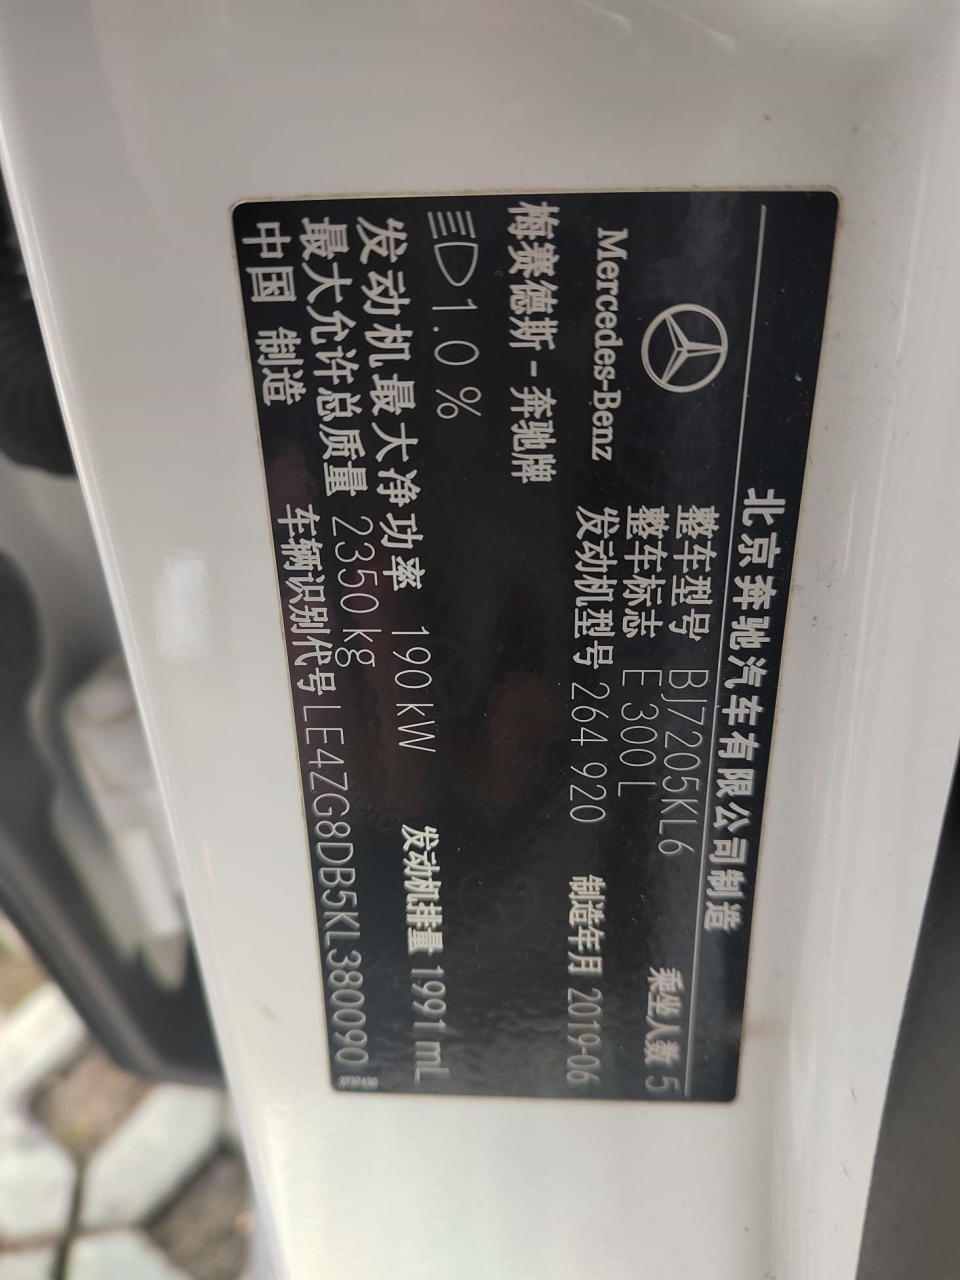 北京奔驰汽车有限公司制造
Mercedes-Benz
整车型号 BJ7205KL6 乘坐人数 5
整车标志 E 300 L
发动机型号 264 920 制造年月 2019-06
梅赛德斯-奔驰牌
1.0 %
发动机最大净功率 190 kW 发动机排量 1991 mL
最大允许总质量 2350 kg
中国 制造 车辆识别代号 LE4ZG8DB5KL380090